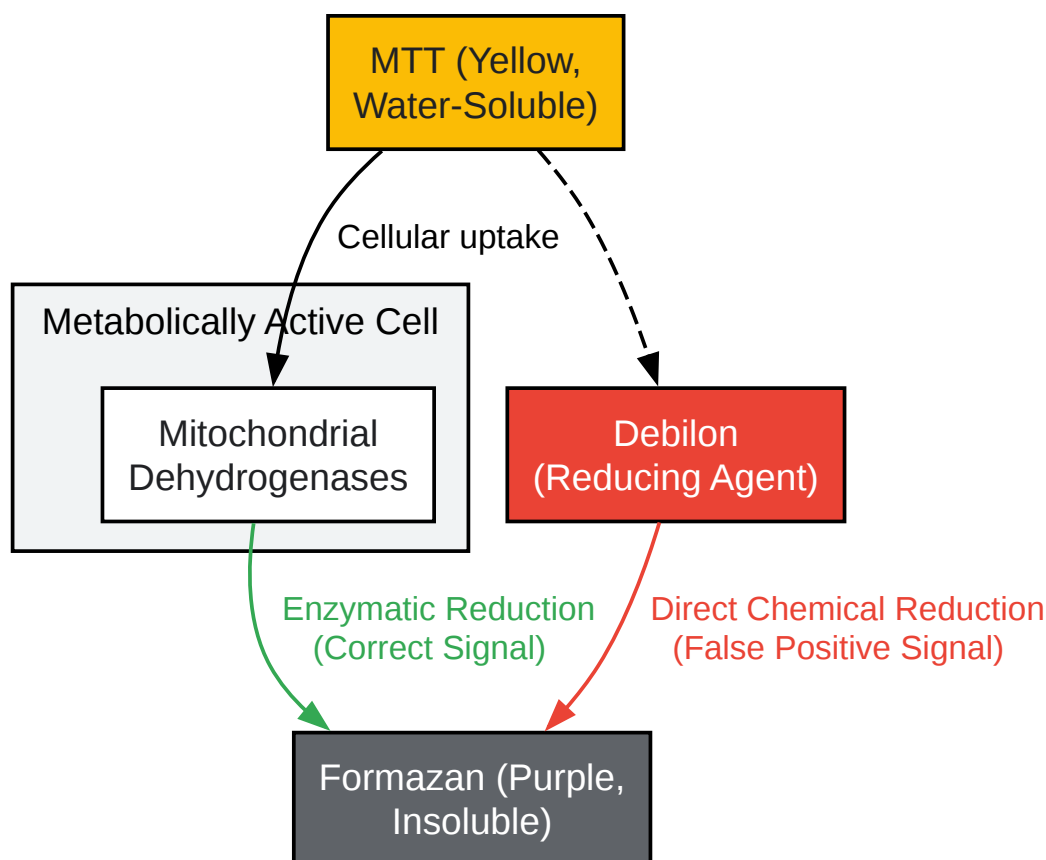 MTT (Yellow,
Water-Soluble)
Cellular uptake
Metabolically Active Cell
Mitochondrial
Dehydrogenases
Debilon
(Reducing Agent)
Enzymatic Reduction
(Correct Signal)
Direct Chemical Reduction
(False Positive Signal)
Formazan (Purple,
Insoluble)